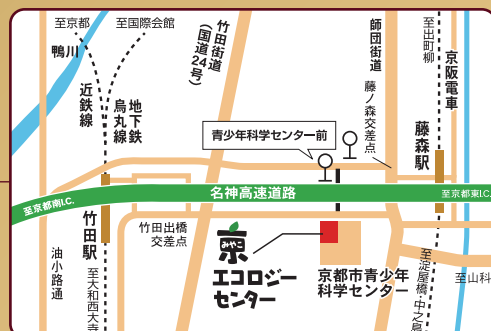 至京都
至国際会館
鴨川
近鉄線
地下鉄
烏丸線
竹田街道
(国道24号)
師団街道
至出町柳
京阪電車
藤ノ森交差点
藤森駅
青少年科学センター前
名神高速道路
至京都南I.C.
至京都東I.C.
竹田駅
竹田出橋
交差点
油小路通
至大和西大寺
京
みやこ
エコロジー
センター
京都市青少年
科学センター
至淀屋橋・中之島
至山科